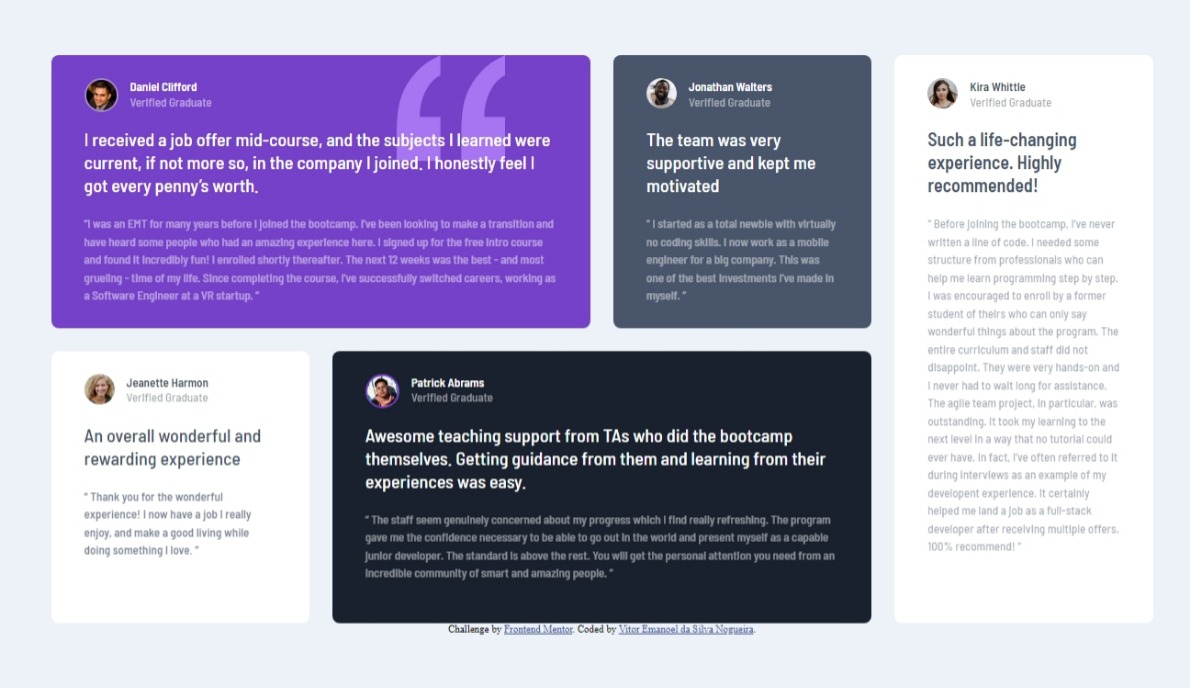 Daniel Clifford
Verified Graduate
I received a job offer mid-course, and the subjects I learned were
current, if not more so, in the company I joined. I honestly feel I
got every penny’s worth.
“I was an EMT for many years before I joined the bootcamp. I’ve been looking to make a transition and
have heard some people who had an amazing experience here. I signed up for the free intro course
and found it incredibly fun! I enrolled shortly thereafter. The next 12 weeks was the best - and most
grueling - time of my life. Since completing the course, I’ve successfully switched careers, working as
a Software Engineer at a VR startup. ”
Jonathan Walters
Verified Graduate
The team was very
supportive and kept me
motivated
“ I started as a total newbie with virtually
no coding skills. I now work as a mobile
engineer for a big company. This was
one of the best investments I’ve made in
myself. ”
Kira Whittle
Verified Graduate
Such a life-changing
experience. Highly
recommended!
“ Before joining the bootcamp, I’ve never
written a line of code. I needed some
structure from professionals who can
help me learn programming step by step.
I was encouraged to enroll by a former
student of theirs who can only say
wonderful things about the program. The
entire curriculum and staff did not
disappoint. They were very hands-on and
I never had to wait long for assistance.
The agile team project, in particular, was
outstanding. It took my learning to the
next level in a way that no tutorial could
ever have. In fact, I’ve often referred to it
during interviews as an example of my
developent experience. It certainly
helped me land a job as a full-stack
developer after receiving multiple offers.
100% recommend! ”
Jeanette Harmon
Verified Graduate
An overall wonderful and
rewarding experience
“ Thank you for the wonderful
experience! I now have a job I really
enjoy, and make a good living while
doing something I love. ”
Patrick Abrams
Verified Graduate
Awesome teaching support from TAs who did the bootcamp
themselves. Getting guidance from them and learning from their
experiences was easy.
“ The staff seem genuinely concerned about my progress which I find really refreshing. The program
gave me the confidence necessary to be able to go out in the world and present myself as a capable
junior developer. The standard is above the rest. You will get the personal attention you need from an
incredible community of smart and amazing people. ”
Challenge by Frontend Mentor. Coded by Vitor Emanoel da Silva Nogueira.